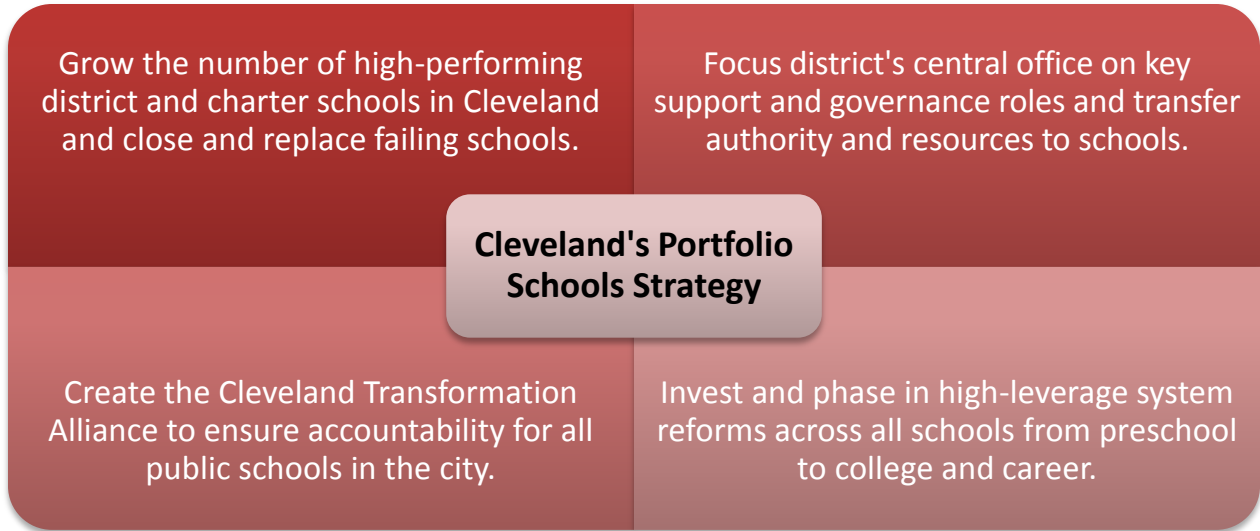 Grow the number of high-performing
district and charter schools in Cleveland
and close and replace failing schools.
Focus district's central office on key
support and governance roles and transfer
authority and resources to schools.
Cleveland's Portfolio
Schools Strategy
Create the Cleveland Transformation
Alliance to ensure accountability for all
public schools in the city.
Invest and phase in high-leverage system
reforms across all schools from preschool
to college and career.